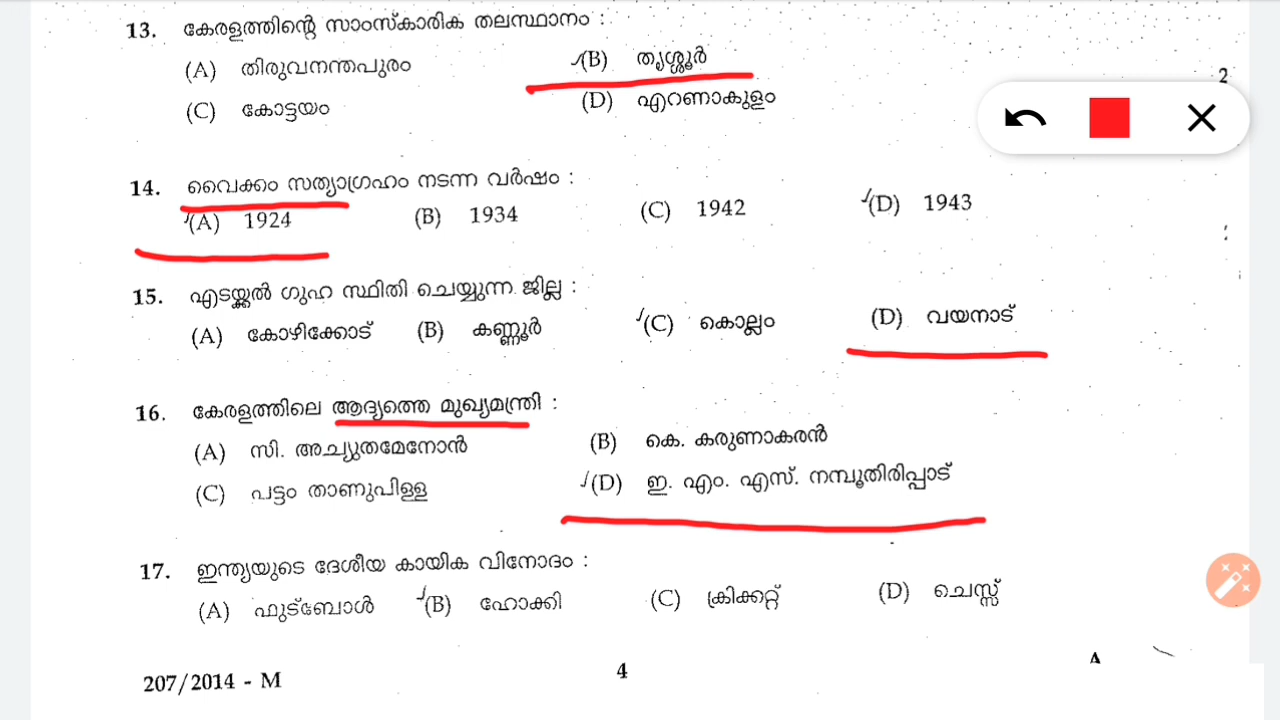 13. കേരളത്തിന്റെ സാംസ്കാരിക തലസ്ഥാനം :
(A) തിരുവനന്തപുരം (B) തൃശ്ശൂർ
(C) കോട്ടയം (D) എറണാകുളം
2
14. വൈക്കം സത്യാഗ്രഹം നടന്ന വർഷം :
(A) 1924 (B) 1934 (C) 1942 (D) 1943
15. എടയ്ക്കൽ ഗുഹ സ്ഥിതി ചെയ്യുന്ന ജില്ല :
(A) കോഴിക്കോട് (B) കണ്ണൂർ (C) കൊല്ലം (D) വയനാട്
16. കേരളത്തിലെ ആദ്യത്തെ മുഖ്യമന്ത്രി :
(A) സി. അച്യുതമേനോൻ (B) കെ. കരുണാകരൻ
(C) പട്ടം താണുപിള്ള (D) ഇ. എം. എസ്. നമ്പൂതിരിപ്പാട്
17. ഇന്ത്യയുടെ ദേശീയ കായിക വിനോദം :
(A) ഫുട്ബോൾ (B) ഹോക്കി (C) ക്രിക്കറ്റ് (D) ചെസ്സ്
207/2014 - M 4 A